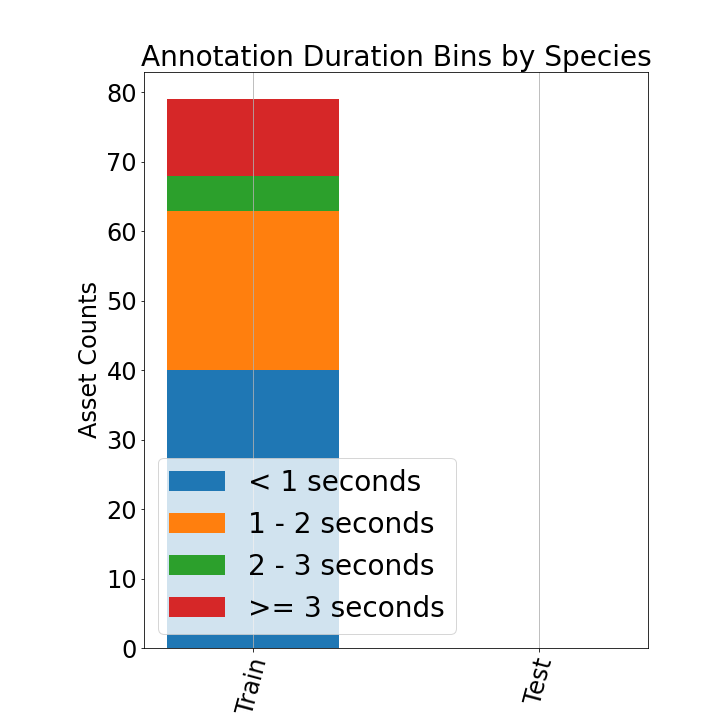 Annotation Duration Bins by Species
80
70
60
50
40
30
20
10
0
Asset Counts
< 1 seconds
1 - 2 seconds
2 - 3 seconds
>= 3 seconds
Train
Test